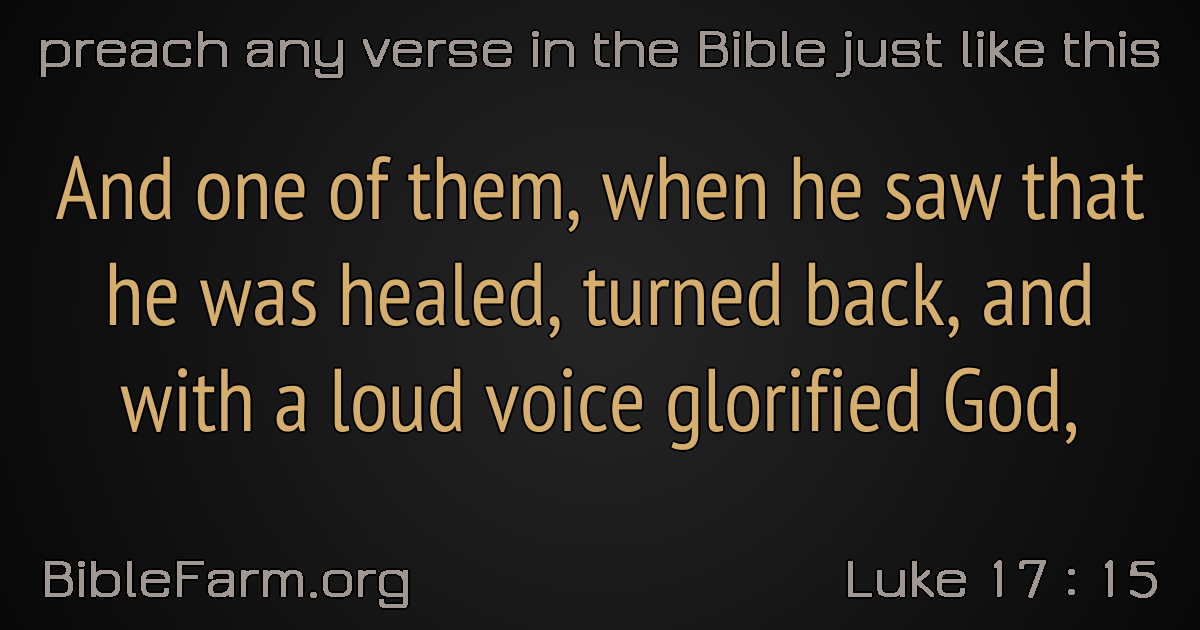 preach any verse in the Bible just like this
And one of them, when he saw that
he was healed, turned back, and
with a loud voice glorified God,
BibleFarm.org
Luke 17 : 15